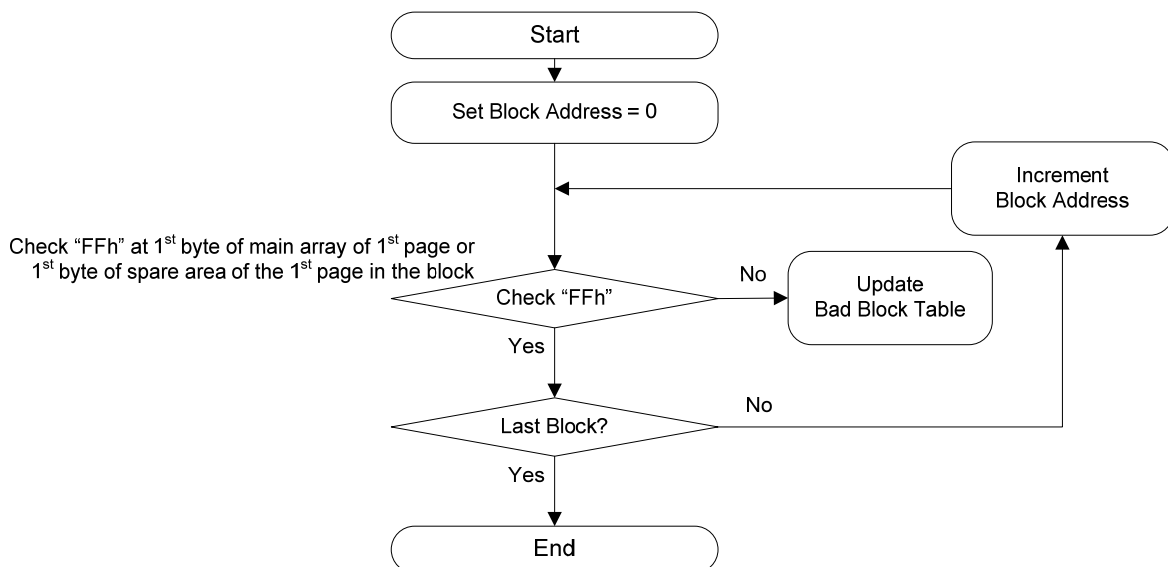 Start
Set Block Address = 0
Increment
Block Address
Check “FFh” at 1st byte of main array of 1st page or
1st byte of spare area of the 1st page in the block
Check “FFh”
No
Update
Bad Block Table
Yes
Last Block?
No
Yes
End